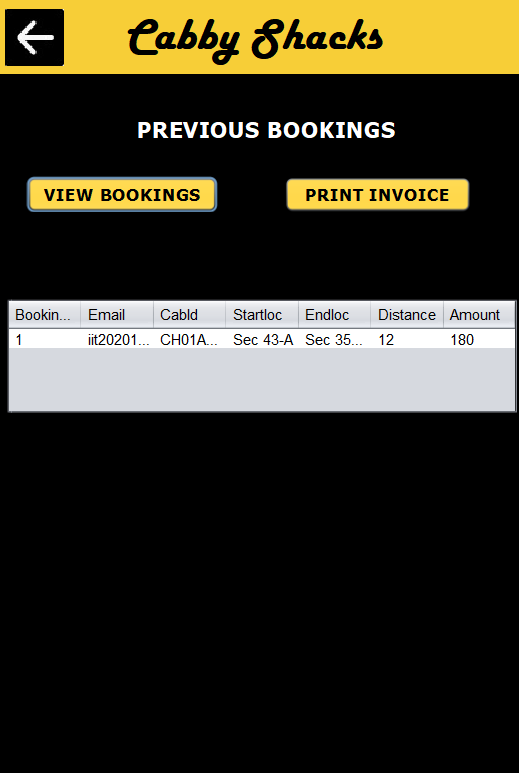 Cabby Shacks
PREVIOUS BOOKINGS
VIEW BOOKINGS PRINT INVOICE
Bookin... Email CabId Startloc Endloc Distance Amount
1 iit20201... CH01A... Sec 43-A Sec 35... 12 180